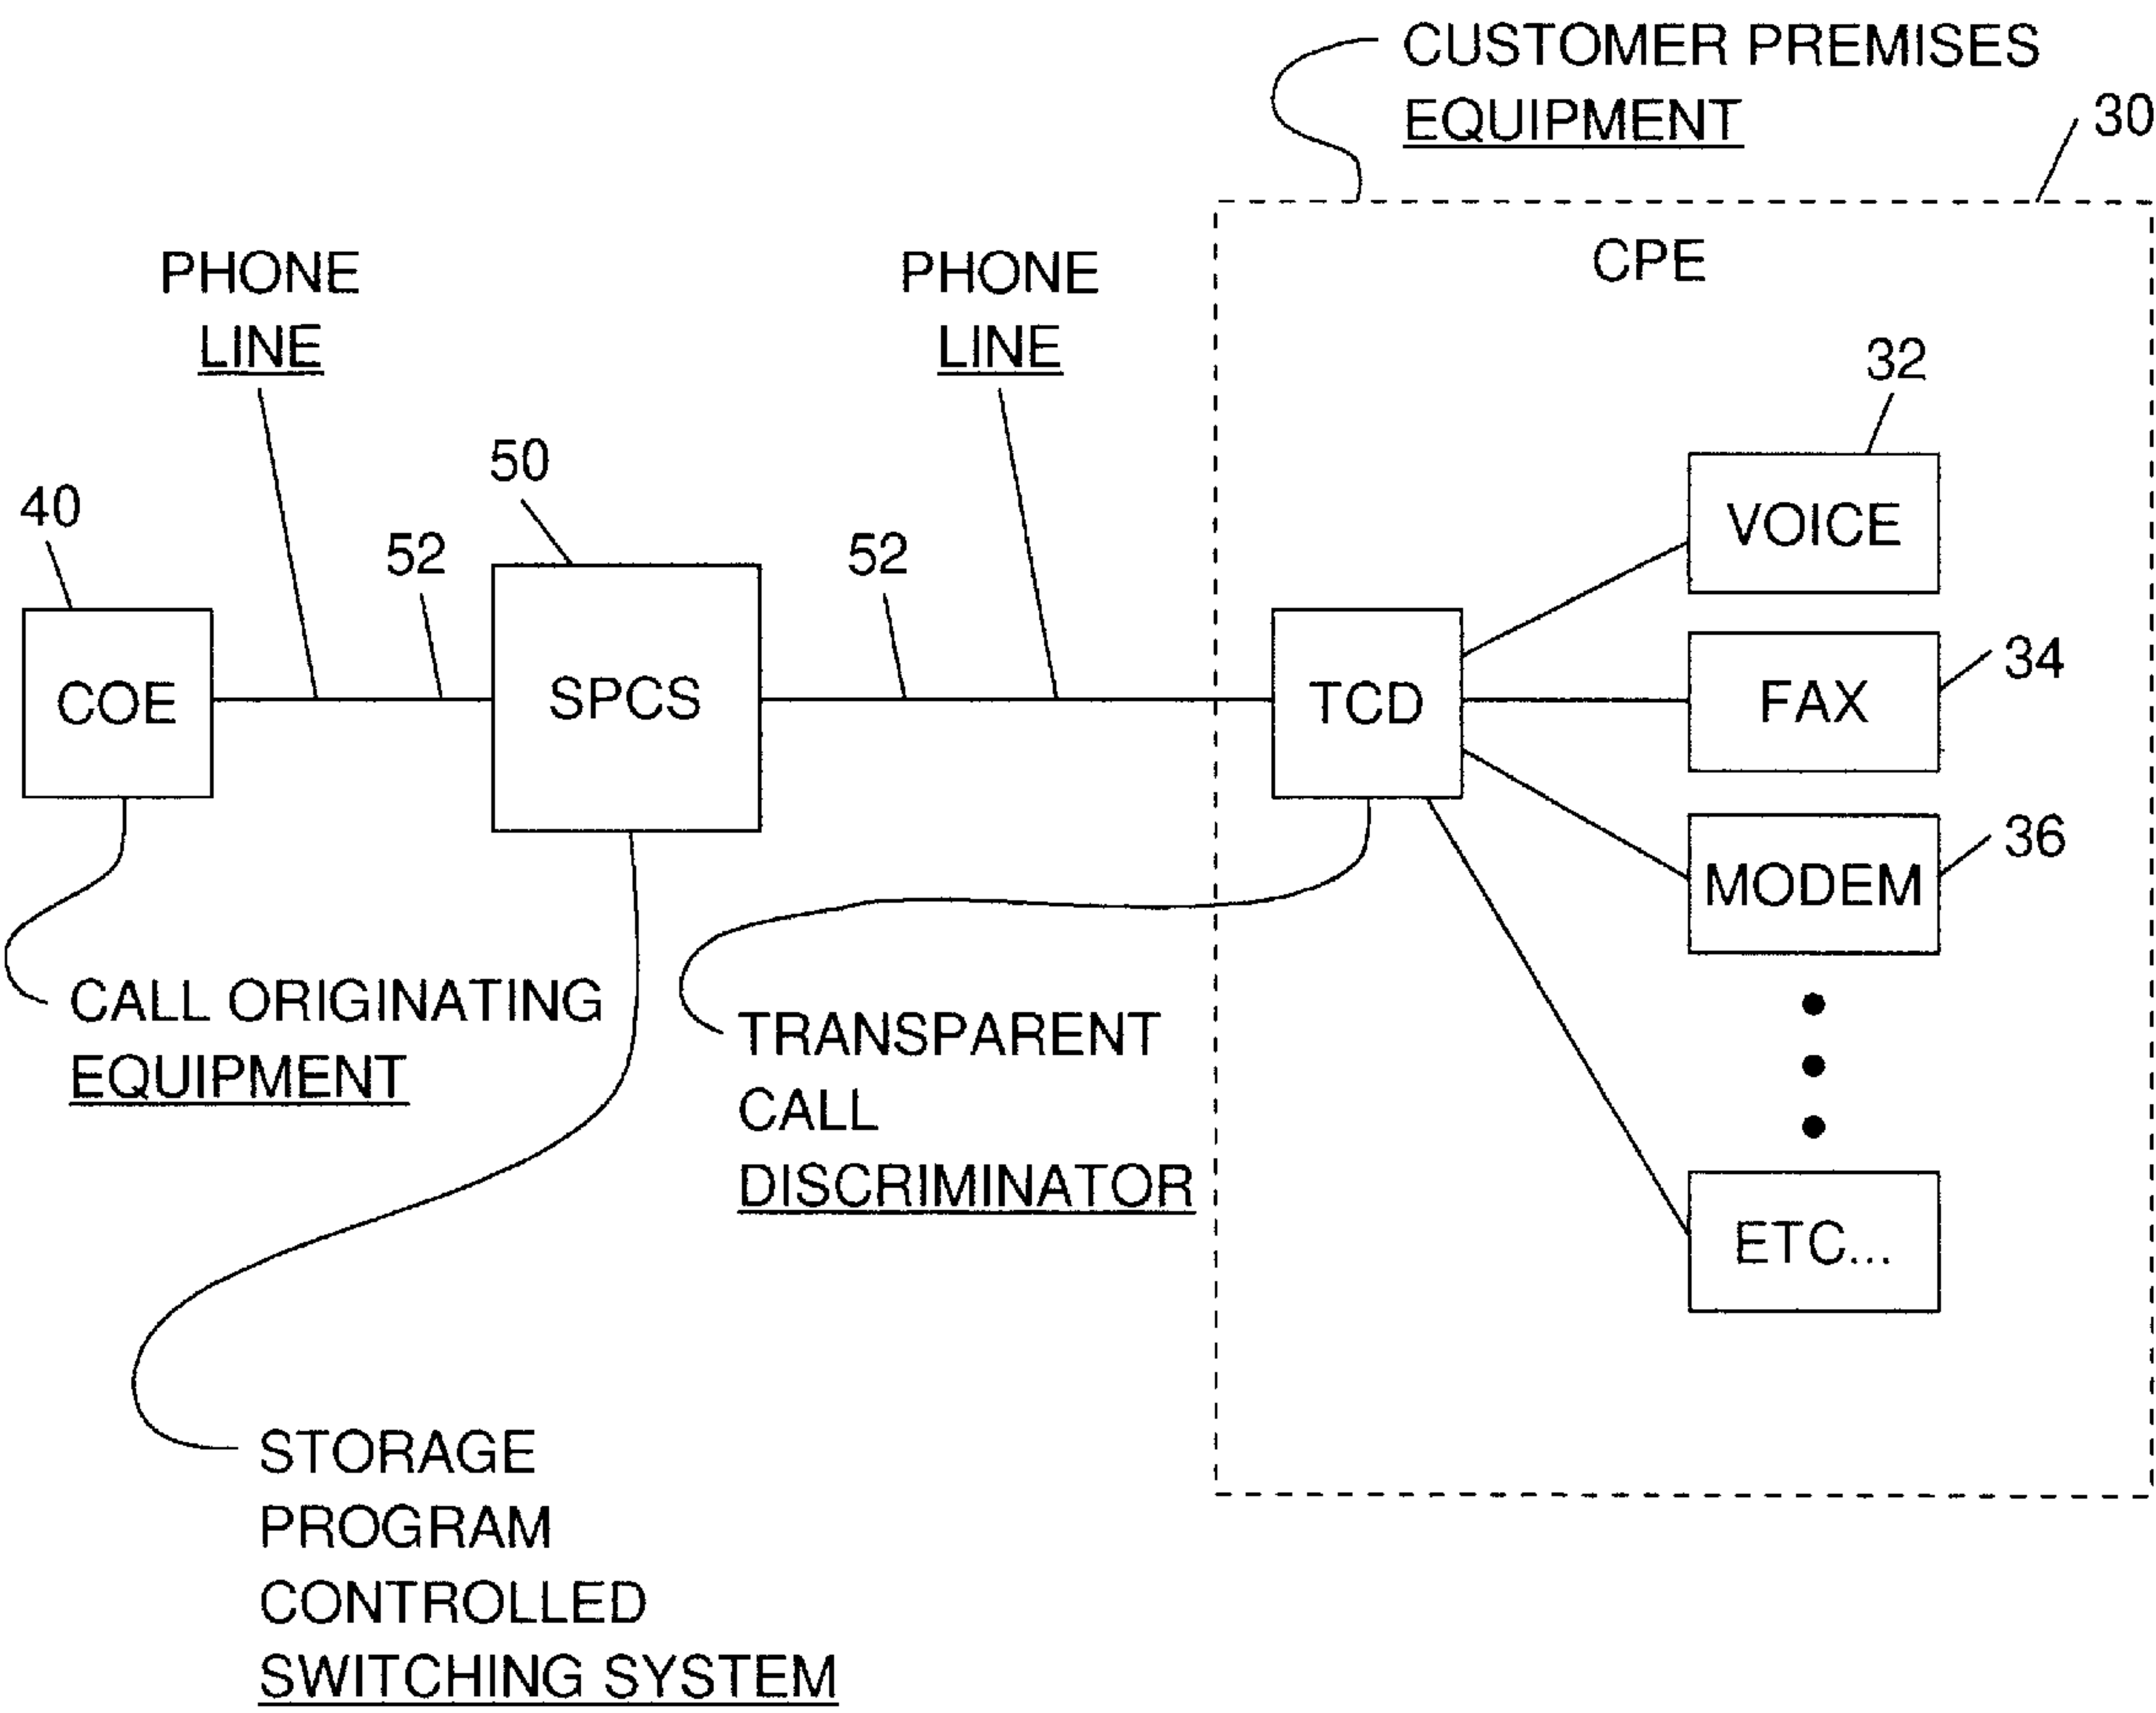 CUSTOMER PREMISES
EQUIPMENT
30
CPE
PHONE
LINE
PHONE
LINE
32
50
40
52
52
VOICE
34
FAX
COE
SPCS
TCD
36
MODEM
CALL ORIGINATING
EQUIPMENT
TRANSPARENT
CALL
DISCRIMINATOR
ETC...
STORAGE
PROGRAM
CONTROLLED
SWITCHING SYSTEM